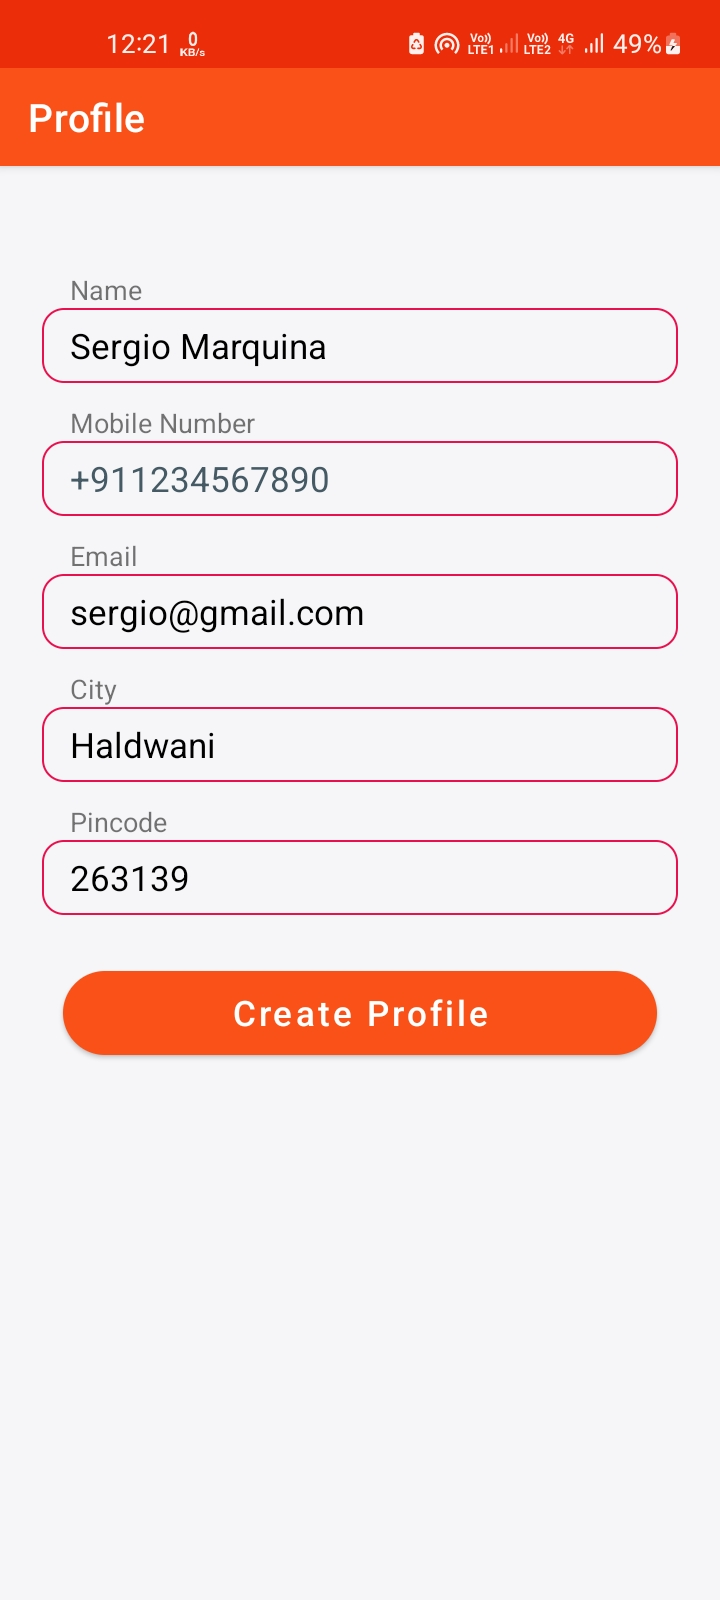 12:21 0 KB/s Vo)) LTE1 Vo)) LTE2 4G 49%
Profile
Name
Sergio Marquina
Mobile Number
+911234567890
Email
sergio@gmail.com
City
Haldwani
Pincode
263139
Create Profile